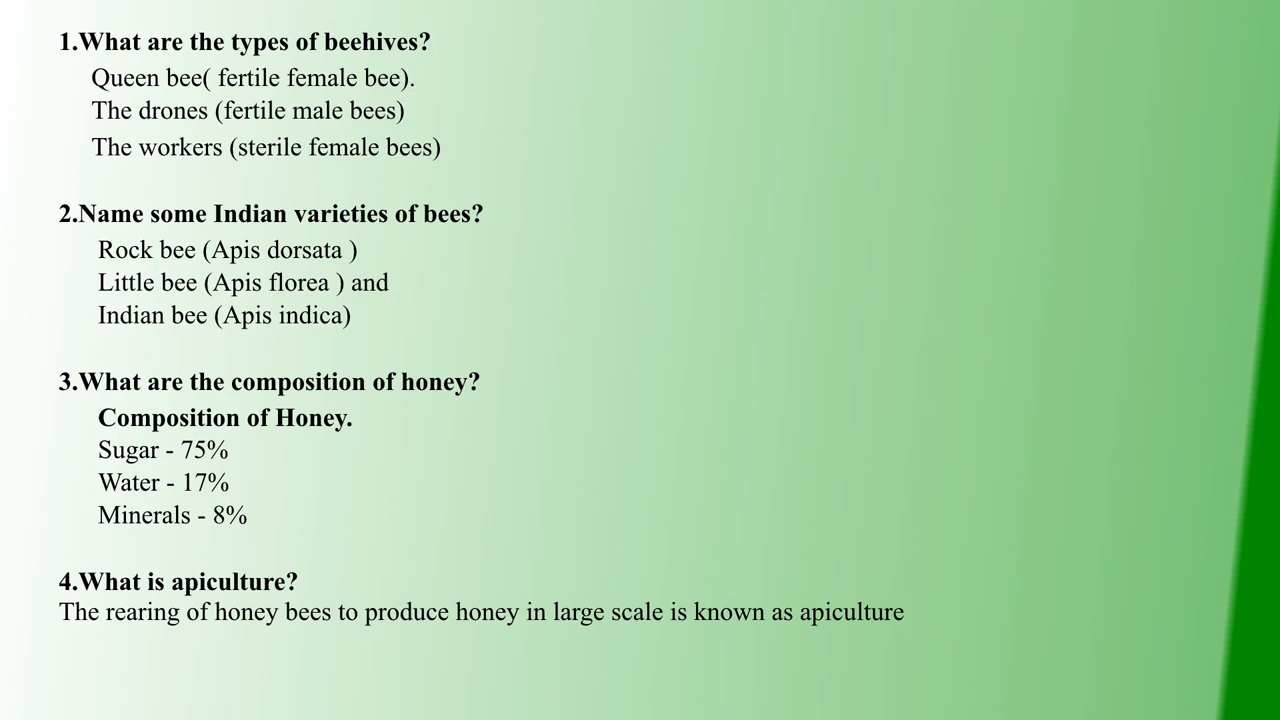 1.What are the types of beehives?
Queen bee( fertile female bee).
The drones (fertile male bees)
The workers (sterile female bees)
2.Name some Indian varieties of bees?
Rock bee (Apis dorsata )
Little bee (Apis florea ) and
Indian bee (Apis indica)
3.What are the composition of honey?
Composition of Honey.
Sugar - 75%
Water - 17%
Minerals - 8%
4.What is apiculture?
The rearing of honey bees to produce honey in large scale is known as apiculture